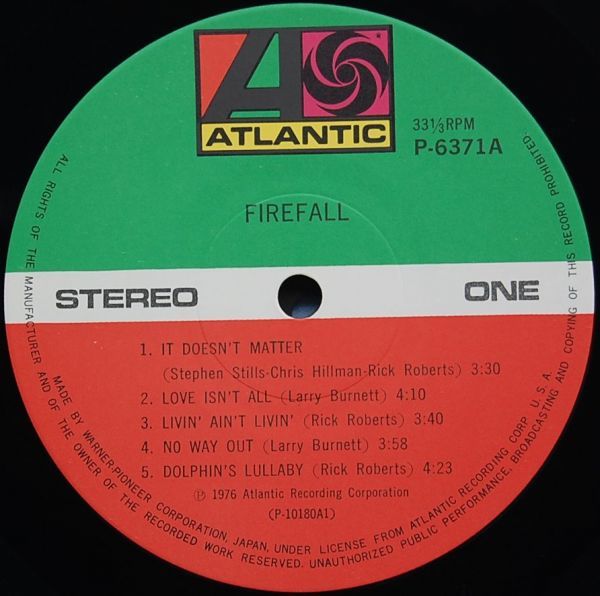 ATLANTIC
33⅓RPM
P-6371A
FIREFALL
STEREO
ONE
1. IT DOESN'T MATTER
(Stephen Stills-Chris Hillman-Rick Roberts) 3:30
2. LOVE ISN'T ALL (Larry Burnett) 4:10
3. LIVIN' AIN'T LIVIN' (Rick Roberts) 3:40
4. NO WAY OUT (Larry Burnett) 3:58
5. DOLPHIN'S LULLABY (Rick Roberts) 4:23
℗ 1976 Atlantic Recording Corporation
(P-10180A1)
MADE BY WARNER-PIONEER CORPORATION, JAPAN, UNDER LICENSE FROM ATLANTIC RECORDING CORP. U.S.A.
ALL RIGHTS OF THE MANUFACTURER AND OF THE OWNER OF THE RECORDED WORK RESERVED. UNAUTHORIZED PUBLIC PERFORMANCE, BROADCASTING AND COPYING OF THIS RECORD PROHIBITED.